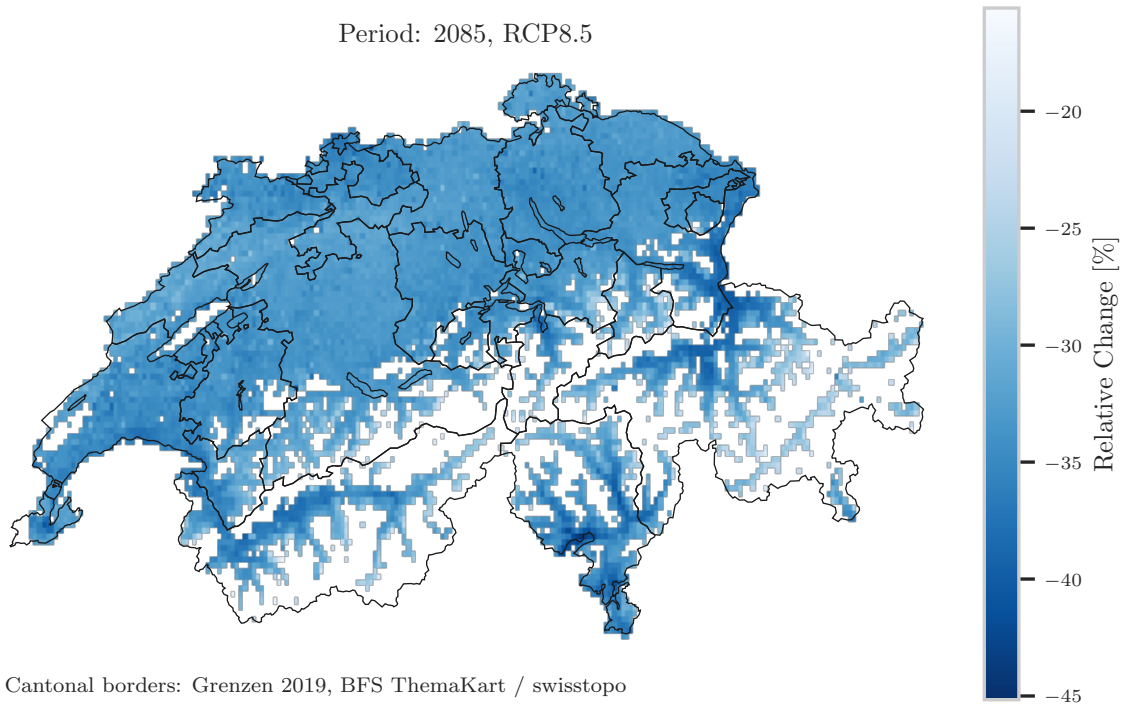 Period: 2085, RCP8.5
−20
−25
−30
−35
−40
−45
Relative Change [%]
Cantonal borders: Grenzen 2019, BFS ThemaKart / swisstopo